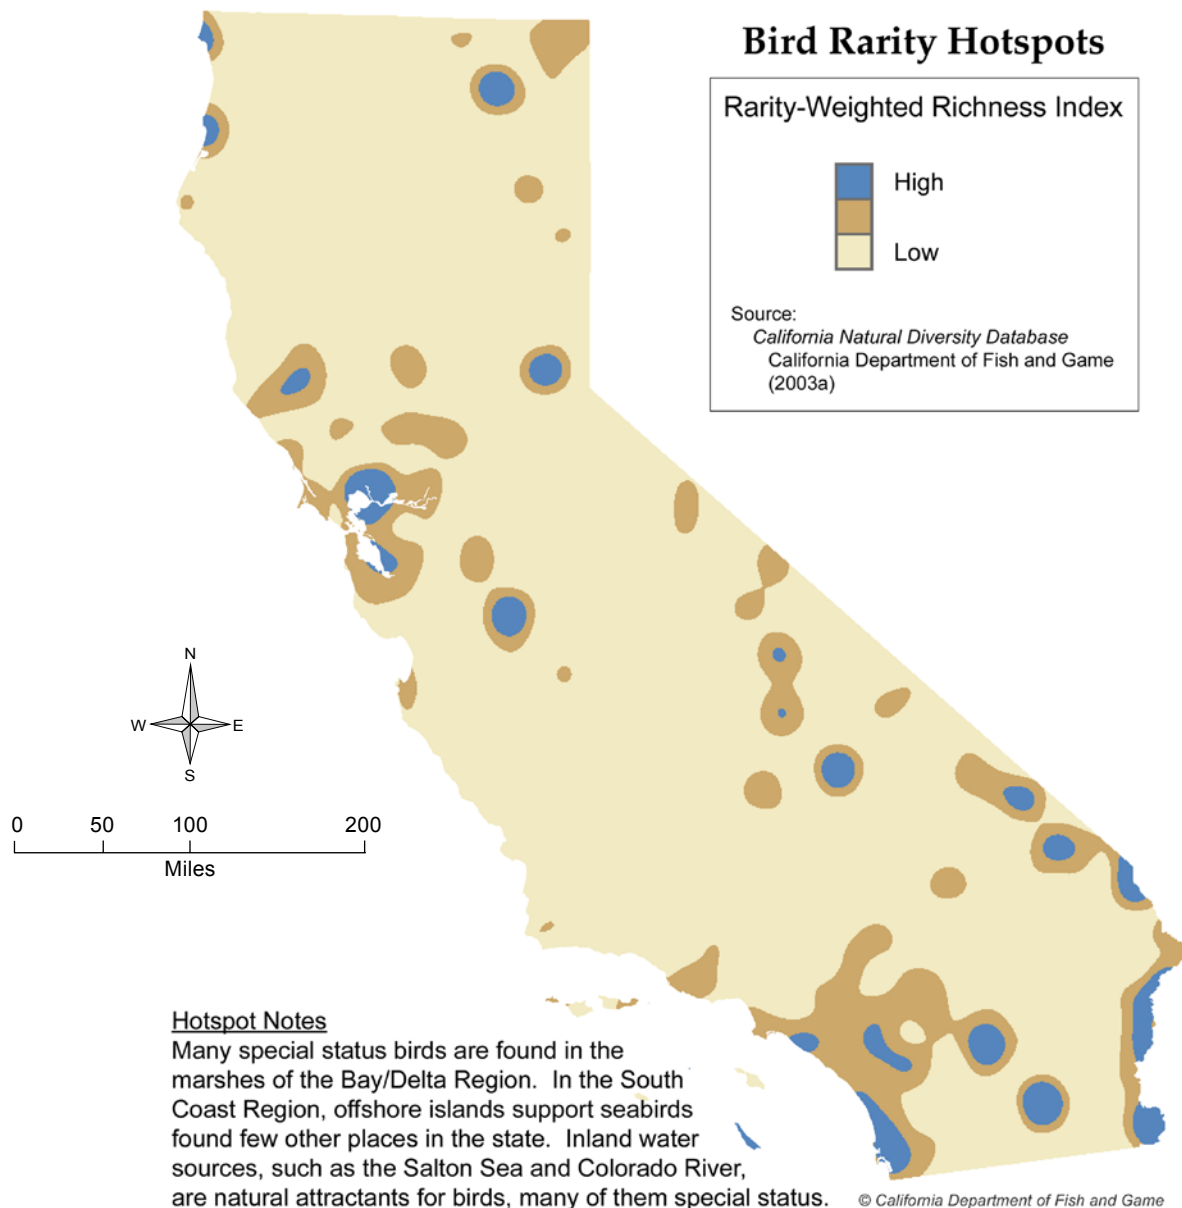 Bird Rarity Hotspots
Rarity-Weighted Richness Index
High
Low
Source:
California Natural Diversity Database
California Department of Fish and Game
(2003a)
N
W
E
S
0 50 100 200
Miles
Hotspot Notes
Many special status birds are found in the
marshes of the Bay/Delta Region. In the South
Coast Region, offshore islands support seabirds
found few other places in the state. Inland water
sources, such as the Salton Sea and Colorado River,
are natural attractants for birds, many of them special status.
© California Department of Fish and Game